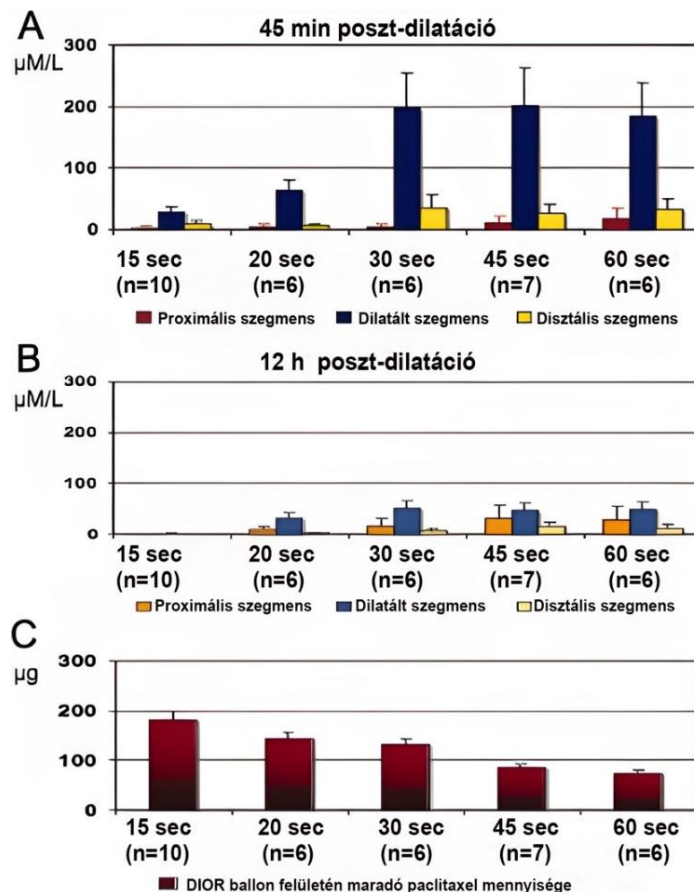 A
45 min poszt-dilatáció
µM/L
300
200
100
0
15 sec 20 sec 30 sec 45 sec 60 sec
(n=10) (n=6) (n=6) (n=7) (n=6)
Proximális szegmens Dilatált szegmens Disztális szegmens
B
12 h poszt-dilatáció
µM/L
300
200
100
0
15 sec 20 sec 30 sec 45 sec 60 sec
(n=10) (n=6) (n=6) (n=7) (n=6)
Proximális szegmens Dilatált szegmens Disztális szegmens
C
µg
300
200
100
0
15 sec 20 sec 30 sec 45 sec 60 sec
(n=10) (n=6) (n=6) (n=7) (n=6)
DIOR ballon felületén maradó paclitaxel mennyisége